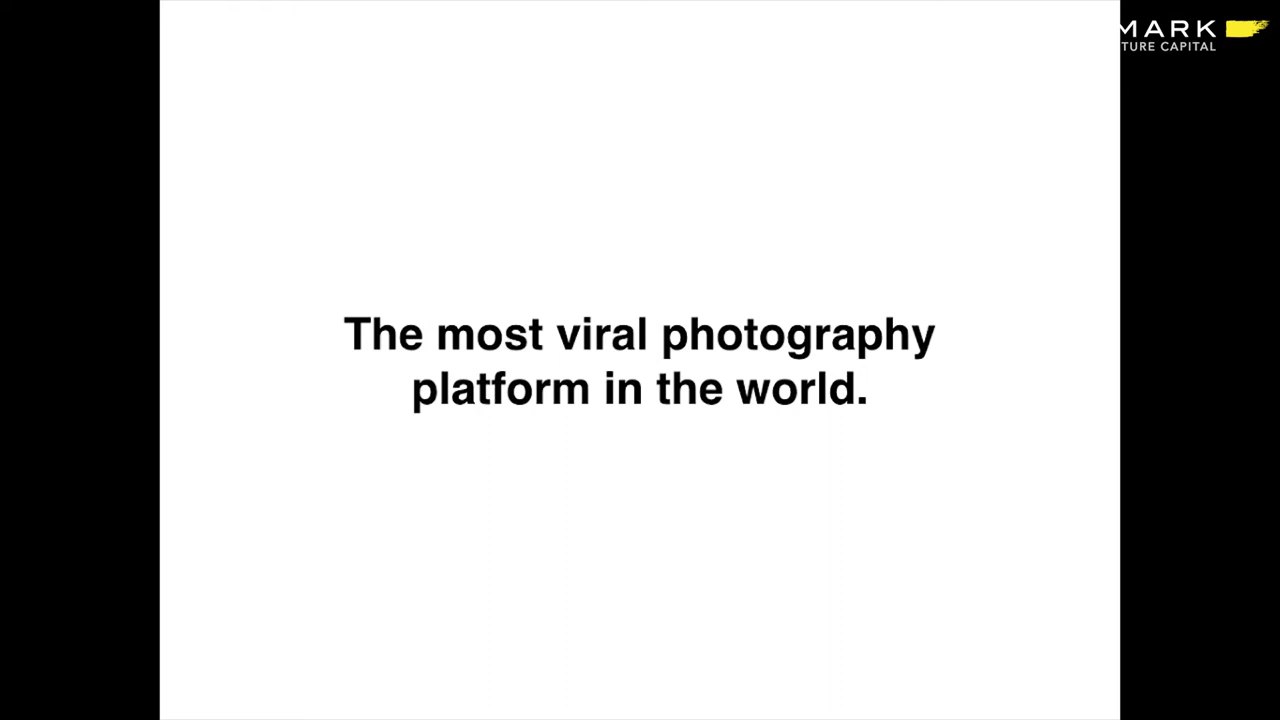 MARK
TURE CAPITAL
The most viral photography
platform in the world.